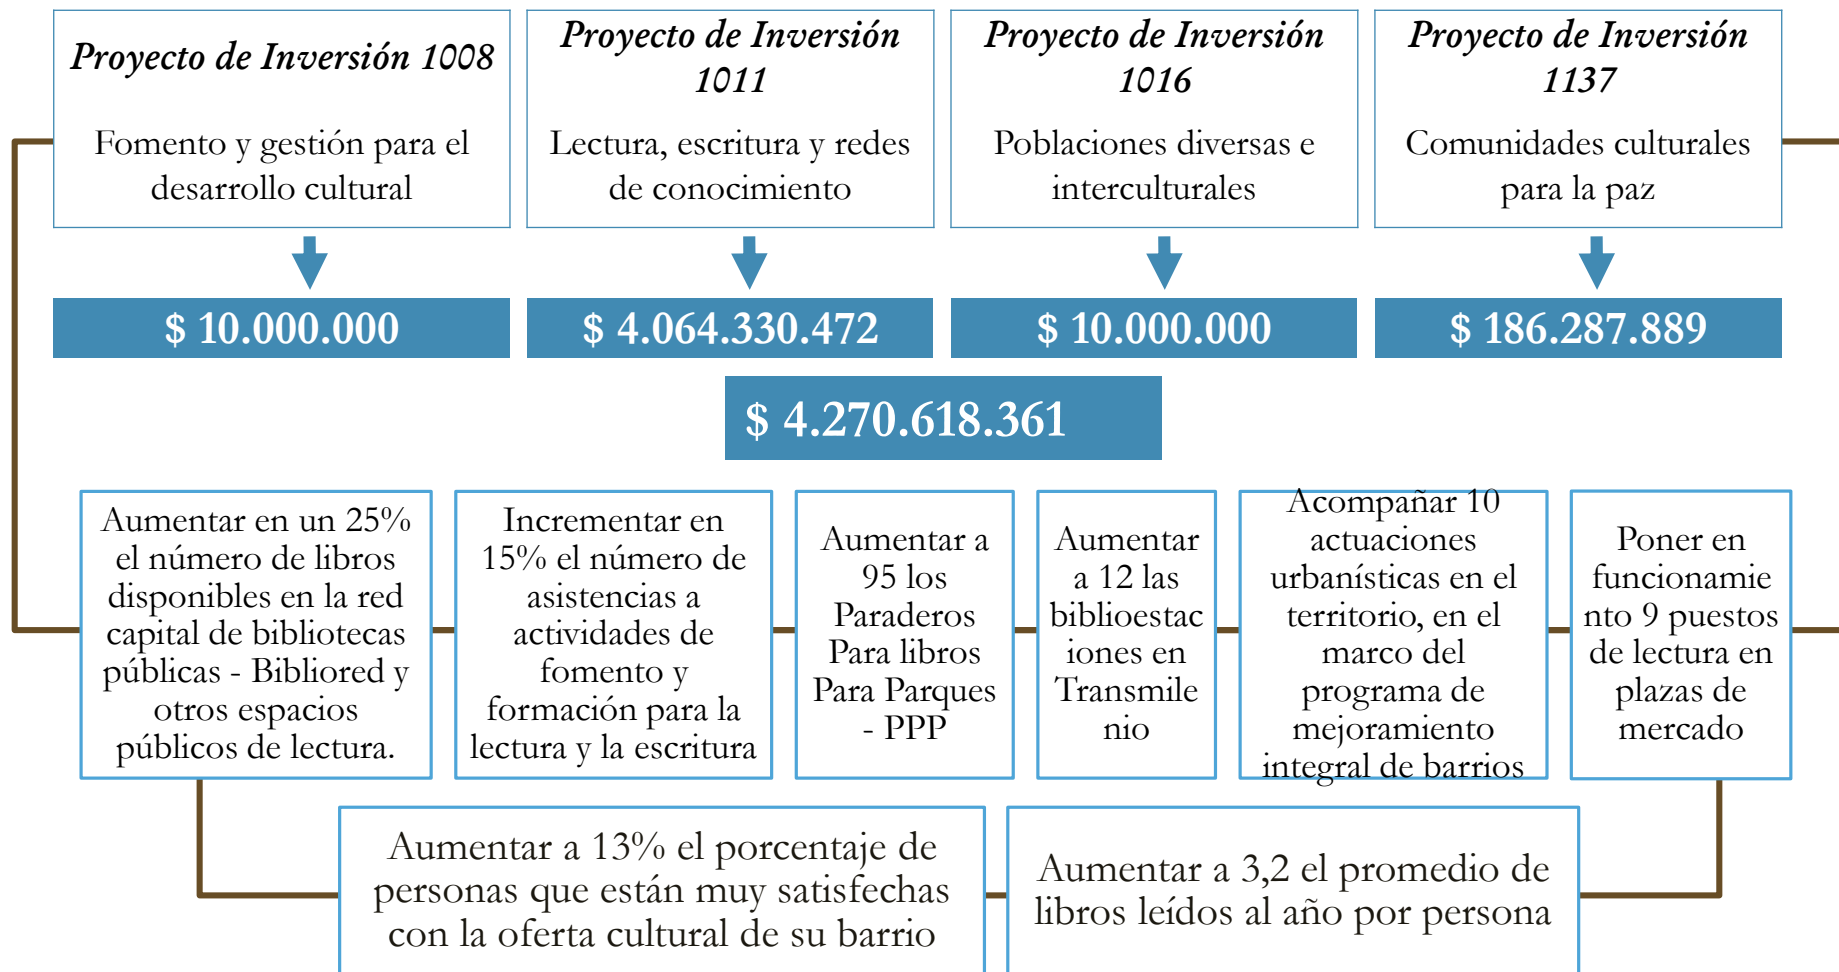 Proyecto de Inversión 1008
Fomento y gestión para el
desarrollo cultural
Proyecto de Inversión
1011
Lectura, escritura y redes
de conocimiento
Proyecto de Inversión
1016
Poblaciones diversas e
interculturales
Proyecto de Inversión
1137
Comunidades culturales
para la paz
$ 10.000.000
$ 4.064.330.472
$ 10.000.000
$ 186.287.889
$ 4.270.618.361
Aumentar en un 25%
el número de libros
disponibles en la red
capital de bibliotecas
públicas - Bibliored y
otros espacios
públicos de lectura.
Incrementar en
15% el número de
asistencias a
actividades de
fomento y
formación para la
lectura y la escritura
Aumentar a
95 los
Paraderos
Para libros
Para Parques
- PPP
Aumentar
a 12 las
biblioestac
iones en
Transmile
nio
Acompañar 10
actuaciones
urbanísticas en el
territorio, en el
marco del
programa de
mejoramiento
integral de barrios
Poner en
funcionamie
nto 9 puestos
de lectura en
plazas de
mercado
Aumentar a 13% el porcentaje de
personas que están muy satisfechas
con la oferta cultural de su barrio
Aumentar a 3,2 el promedio de
libros leídos al año por persona